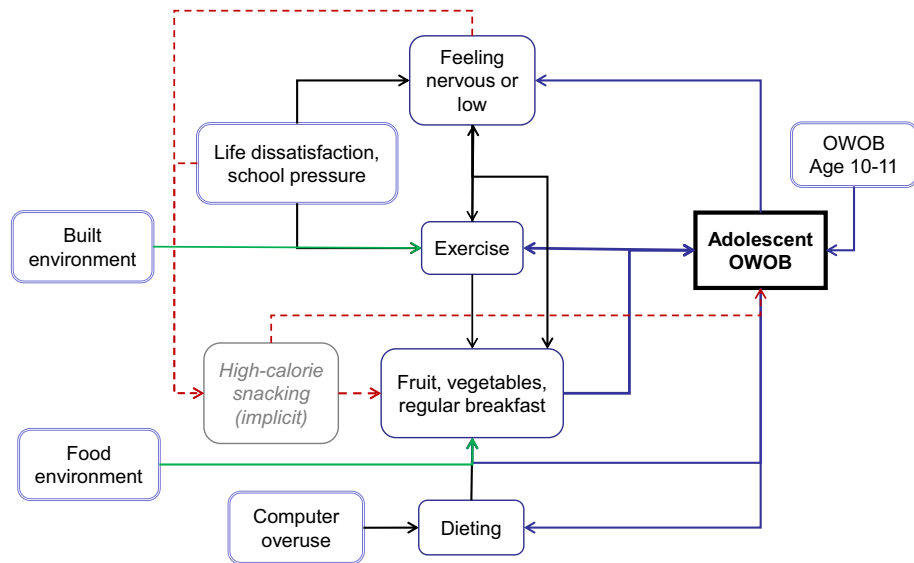 Feeling
nervous or
low
Life dissatisfaction,
school pressure
OWOB
Age 10-11
Built
environment
Exercise
Adolescent
OWOB
High-calorie
snacking
(implicit)
Fruit, vegetables,
regular breakfast
Food
environment
Computer
overuse
Dieting